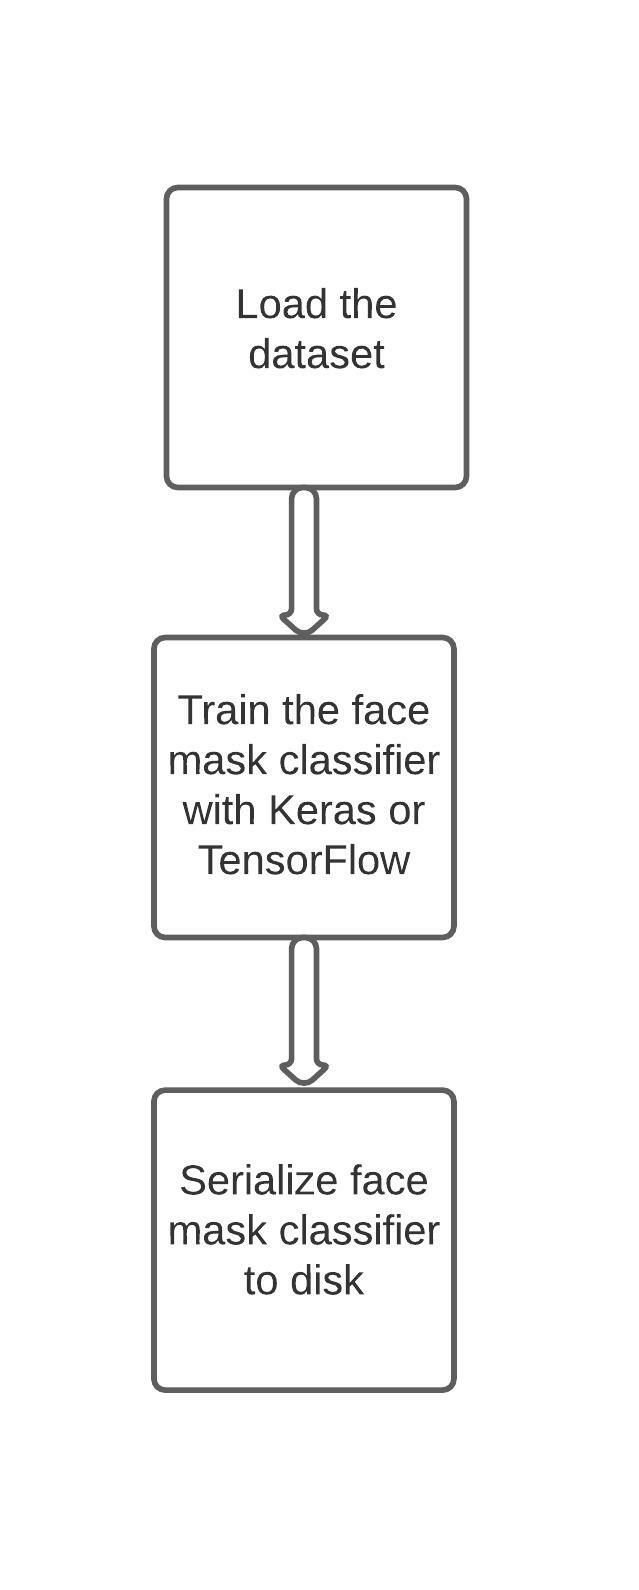 Load the
dataset
Train the face
mask classifier
with Keras or
TensorFlow
Serialize face
mask classifier
to disk